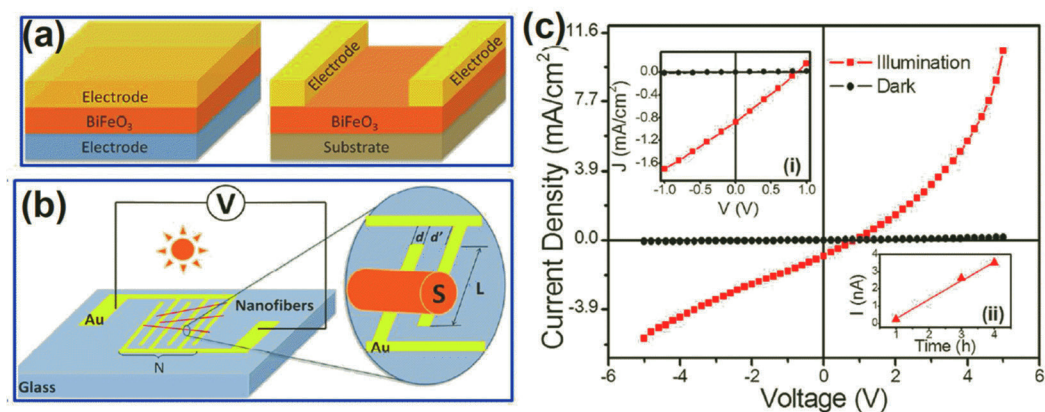 (a)
Electrode
BiFeO₃
Electrode
Electrode
Electrode
BiFeO₃
Substrate
(b)
V
Au
Nanofibers
N
Glass
d d'
S
L
Au
(c)
Current Density (mA/cm²)
11.6
7.7
3.9
0.0
-3.9
-6 -4 -2 0 2 4 6
Voltage (V)
Illumination
Dark
J (mA/cm²)
0.0
-0.4
-0.8
-1.2
-1.6
-1.0 -0.5 0.0 0.5 1.0
V (V)
(i)
I (nA)
4
3
2
1
0
1 2 3 4
Time (h)
(ii)